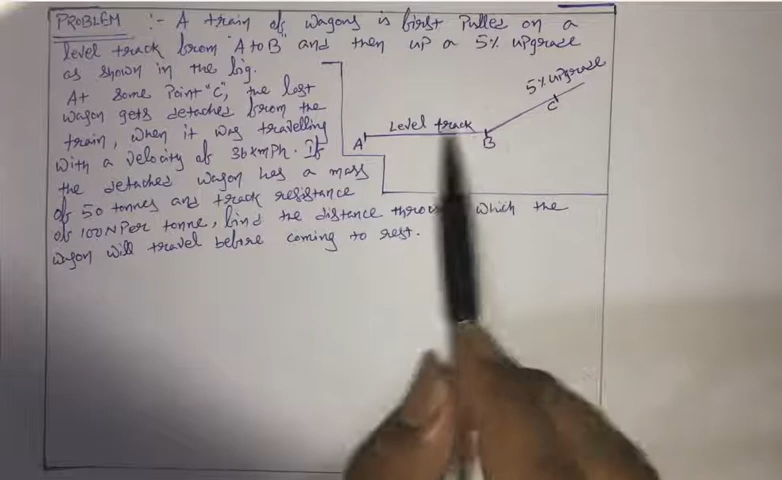 PROBLEM :- A train of wagons is first pulled on a
level track from "A to B" and then up a 5% upgrade
as shown in the fig.
At some Point "C", the last
wagon gets detached from the
train, when it was travelling
with a velocity of 36 kmph. If
the detached wagon has a mass
of 50 tonnes and track resistance
of 100N Per tonne, find the distance through which the
wagon will travel before coming to rest.
5% upgrade
C
Level track
A
B